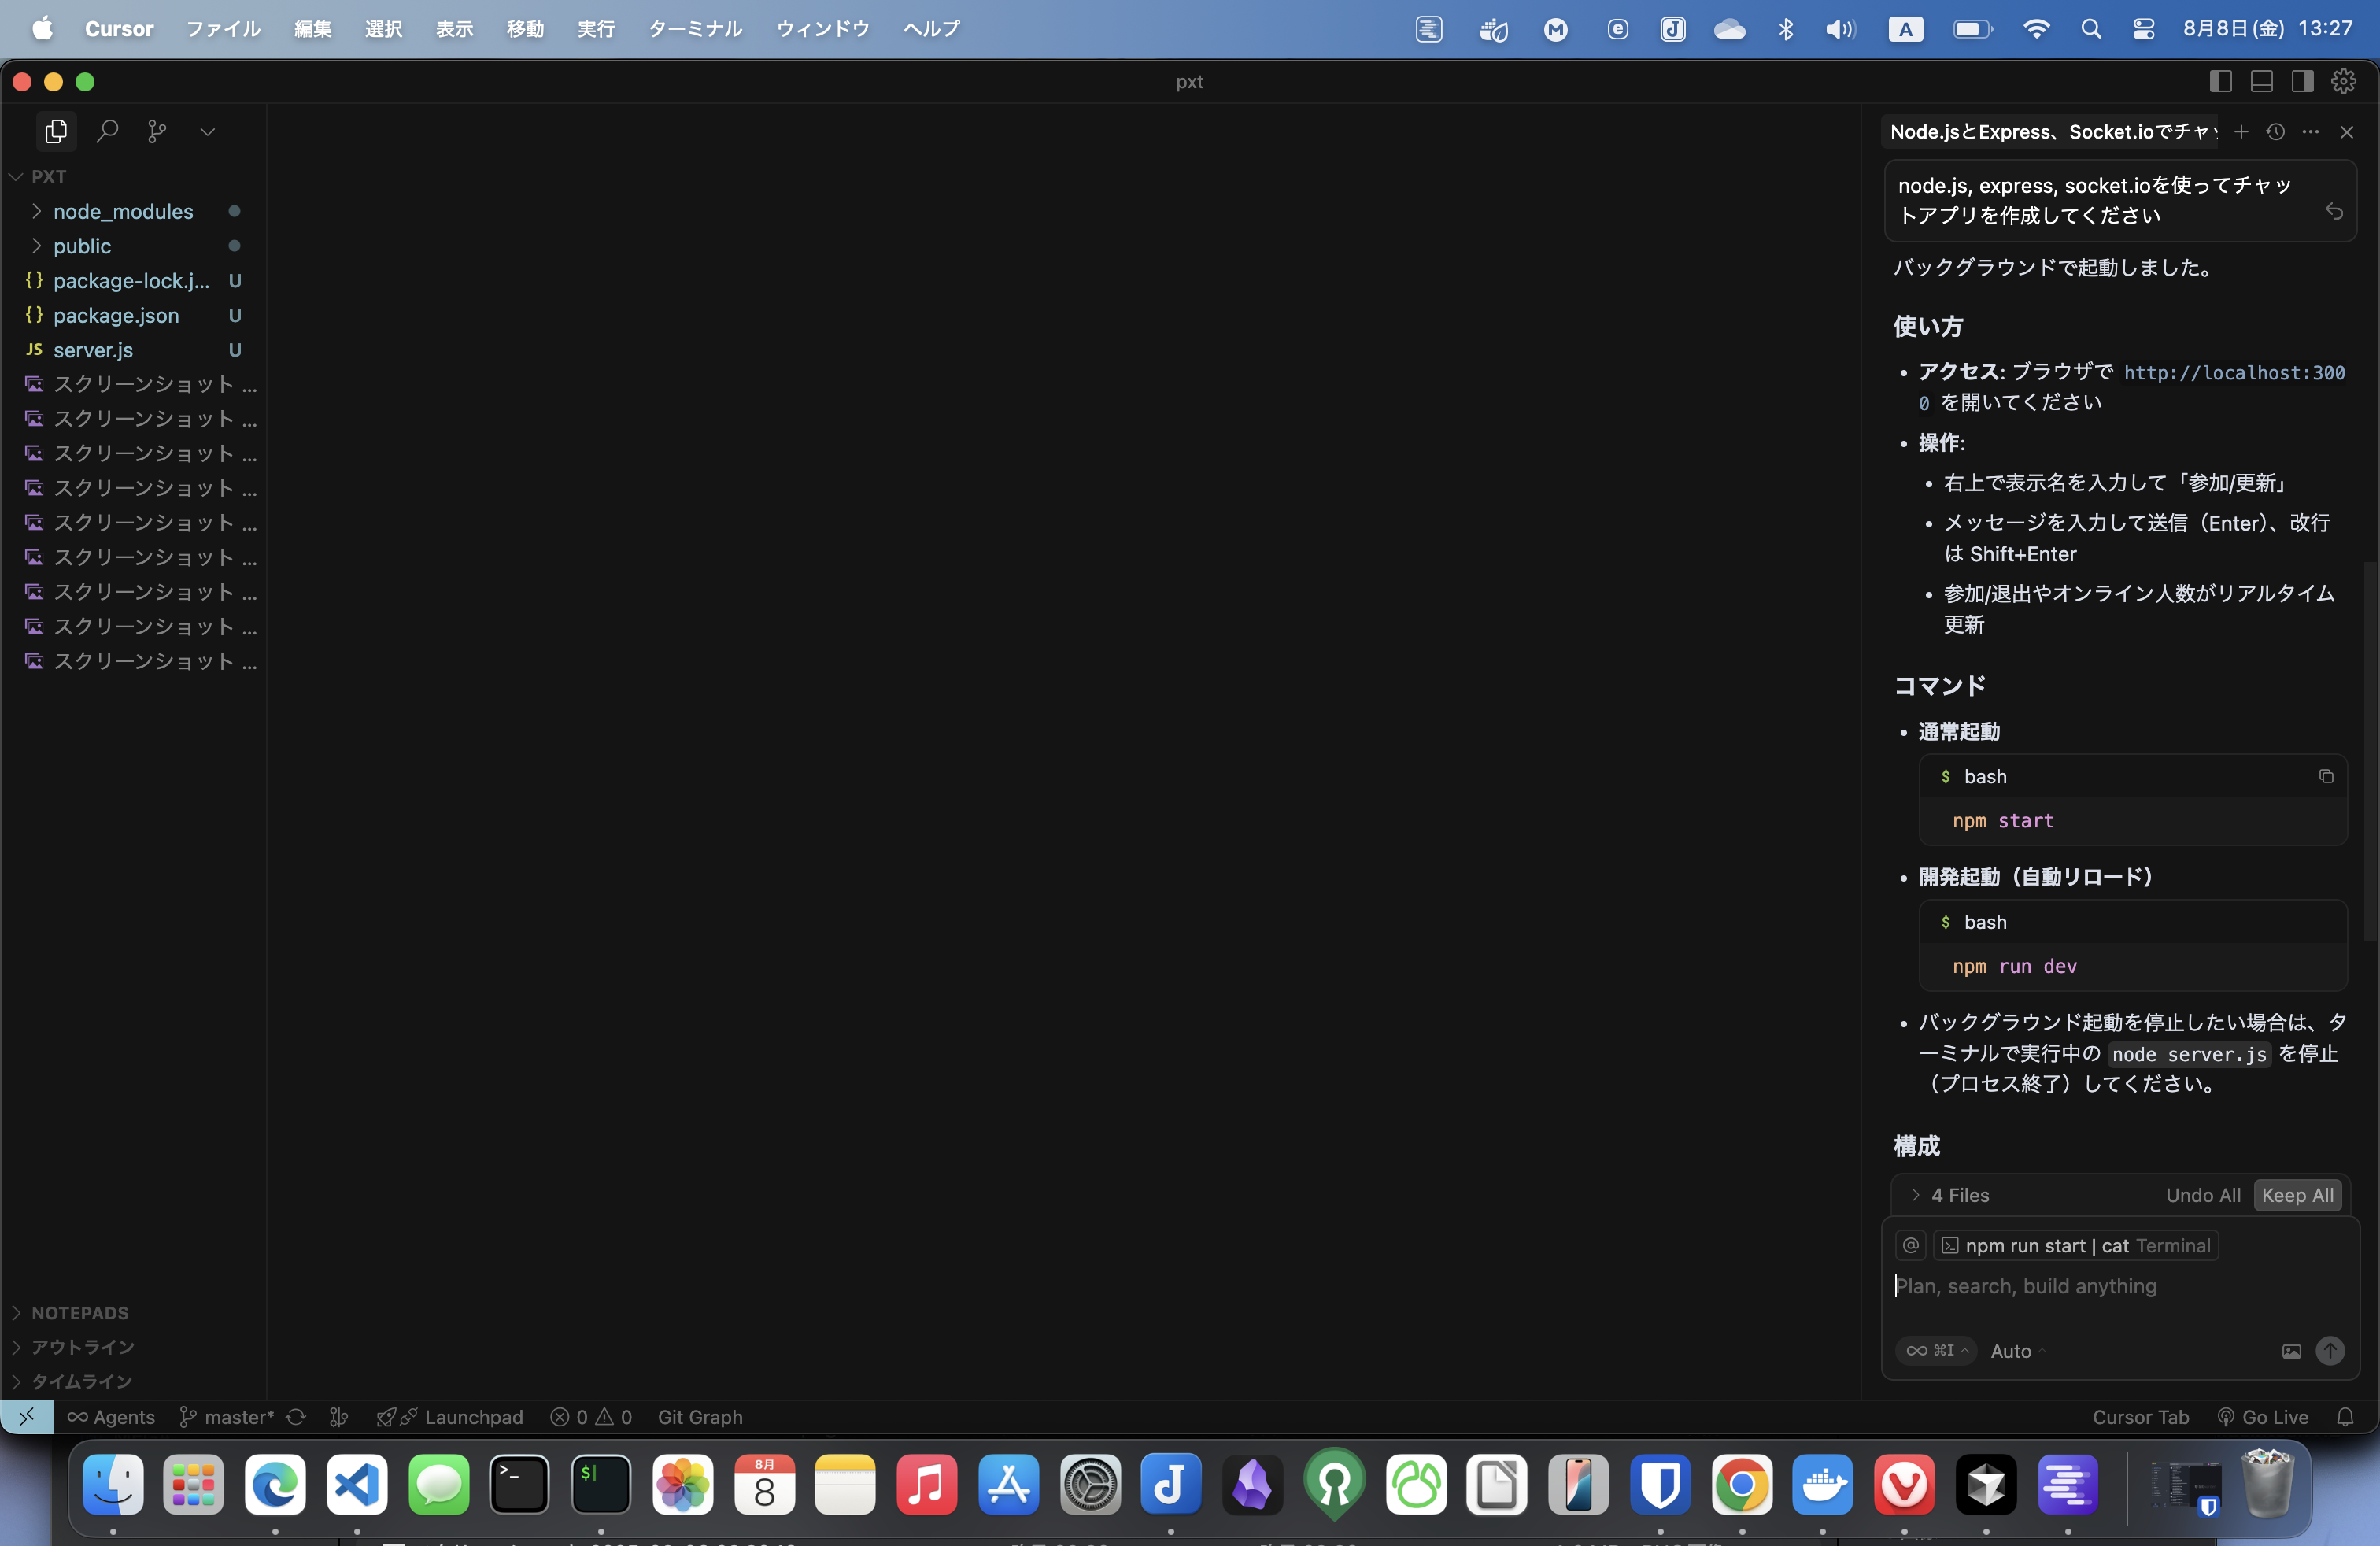 Cursor ファイル 編集 選択 表示 移動 実行 ターミナル ウィンドウ ヘルプ A 8月8日(金) 13:27
pxt
PXT
node_modules
public
package-lock.j... U
{} package.json U
JS server.js U
スクリーンショット ...
スクリーンショット ...
スクリーンショット ...
スクリーンショット ...
スクリーンショット ...
スクリーンショット ...
スクリーンショット ...
スクリーンショット ...
スクリーンショット ...
NOTEPADS
アウトライン
タイムライン
Node.jsとExpress、Socket.ioでチャッ
node.js, express, socket.ioを使ってチャッ
トアプリを作成してください
バックグラウンドで起動しました。
使い方
• アクセス: ブラウザで http://localhost:300
0 を開いてください
• 操作:
• 右上で表示名を入力して「参加/更新」
• メッセージを入力して送信（Enter）、改行
は Shift+Enter
• 参加/退出やオンライン人数がリアルタイム
更新
コマンド
• 通常起動
$ bash
npm start
• 開発起動（自動リロード）
$ bash
npm run dev
• バックグラウンド起動を停止したい場合は、タ
ーミナルで実行中の node server.js を停止
（プロセス終了）してください。
構成
4 Files Undo All Keep All
@ npm run start | cat Terminal
Plan, search, build anything
∞ ⌘I Auto
∞ Agents master* Launchpad 0 0 Git Graph Cursor Tab Go Live
8月
8